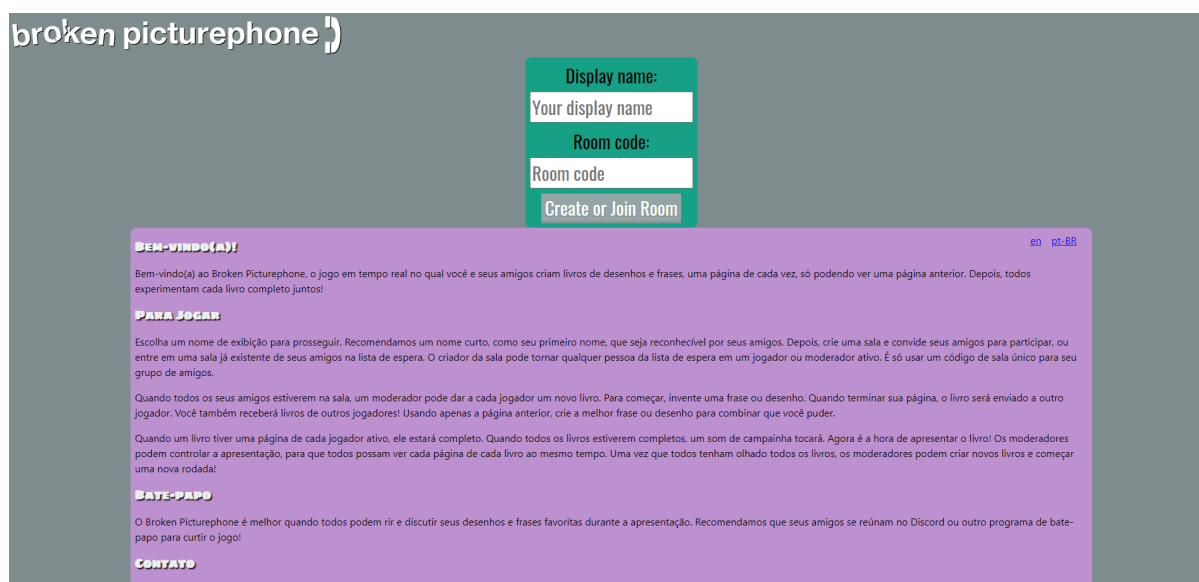 broken picturephone
Display name:
Your display name
Room code:
Room code
Create or Join Room
en pt-BR
Bem-vindo(a)!
Bem-vindo(a) ao Broken Picturephone, o jogo em tempo real no qual você e seus amigos criam livros de desenhos e frases, uma página de cada vez, só podendo ver uma página anterior. Depois, todos
experimentam cada livro completo juntos!
Para Jogar
Escolha um nome de exibição para prosseguir. Recomendamos um nome curto, como seu primeiro nome, que seja reconhecível por seus amigos. Depois, crie uma sala e convide seus amigos para participar, ou
entre em uma sala já existente de seus amigos na lista de espera. O criador da sala pode tornar qualquer pessoa da lista de espera em um jogador ou moderador ativo. É só usar um código de sala único para seu
grupo de amigos.
Quando todos os seus amigos estiverem na sala, um moderador pode dar a cada jogador um novo livro. Para começar, invente uma frase ou desenho. Quando terminar sua página, o livro será enviado a outro
jogador. Você também receberá livros de outros jogadores! Usando apenas a página anterior, crie a melhor frase ou desenho para combinar que você puder.
Quando um livro tiver uma página de cada jogador ativo, ele estará completo. Quando todos os livros estiverem completos, um som de campainha tocará. Agora é a hora de apresentar o livro! Os moderadores
podem controlar a apresentação, para que todos possam ver cada página de cada livro ao mesmo tempo. Uma vez que todos tenham olhado todos os livros, os moderadores podem criar novos livros e começar
uma nova rodada!
Bate-papo
O Broken Picturephone é melhor quando todos podem rir e discutir seus desenhos e frases favoritas durante a apresentação. Recomendamos que seus amigos se reúnam no Discord ou outro programa de bate-
papo para curtir o jogo!
Contato